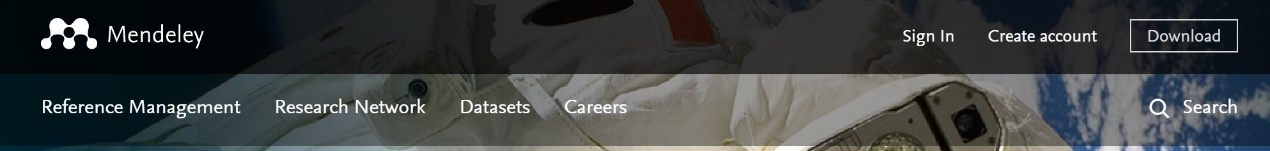 Mendeley
Sign In Create account Download
Reference Management Research Network Datasets Careers Search